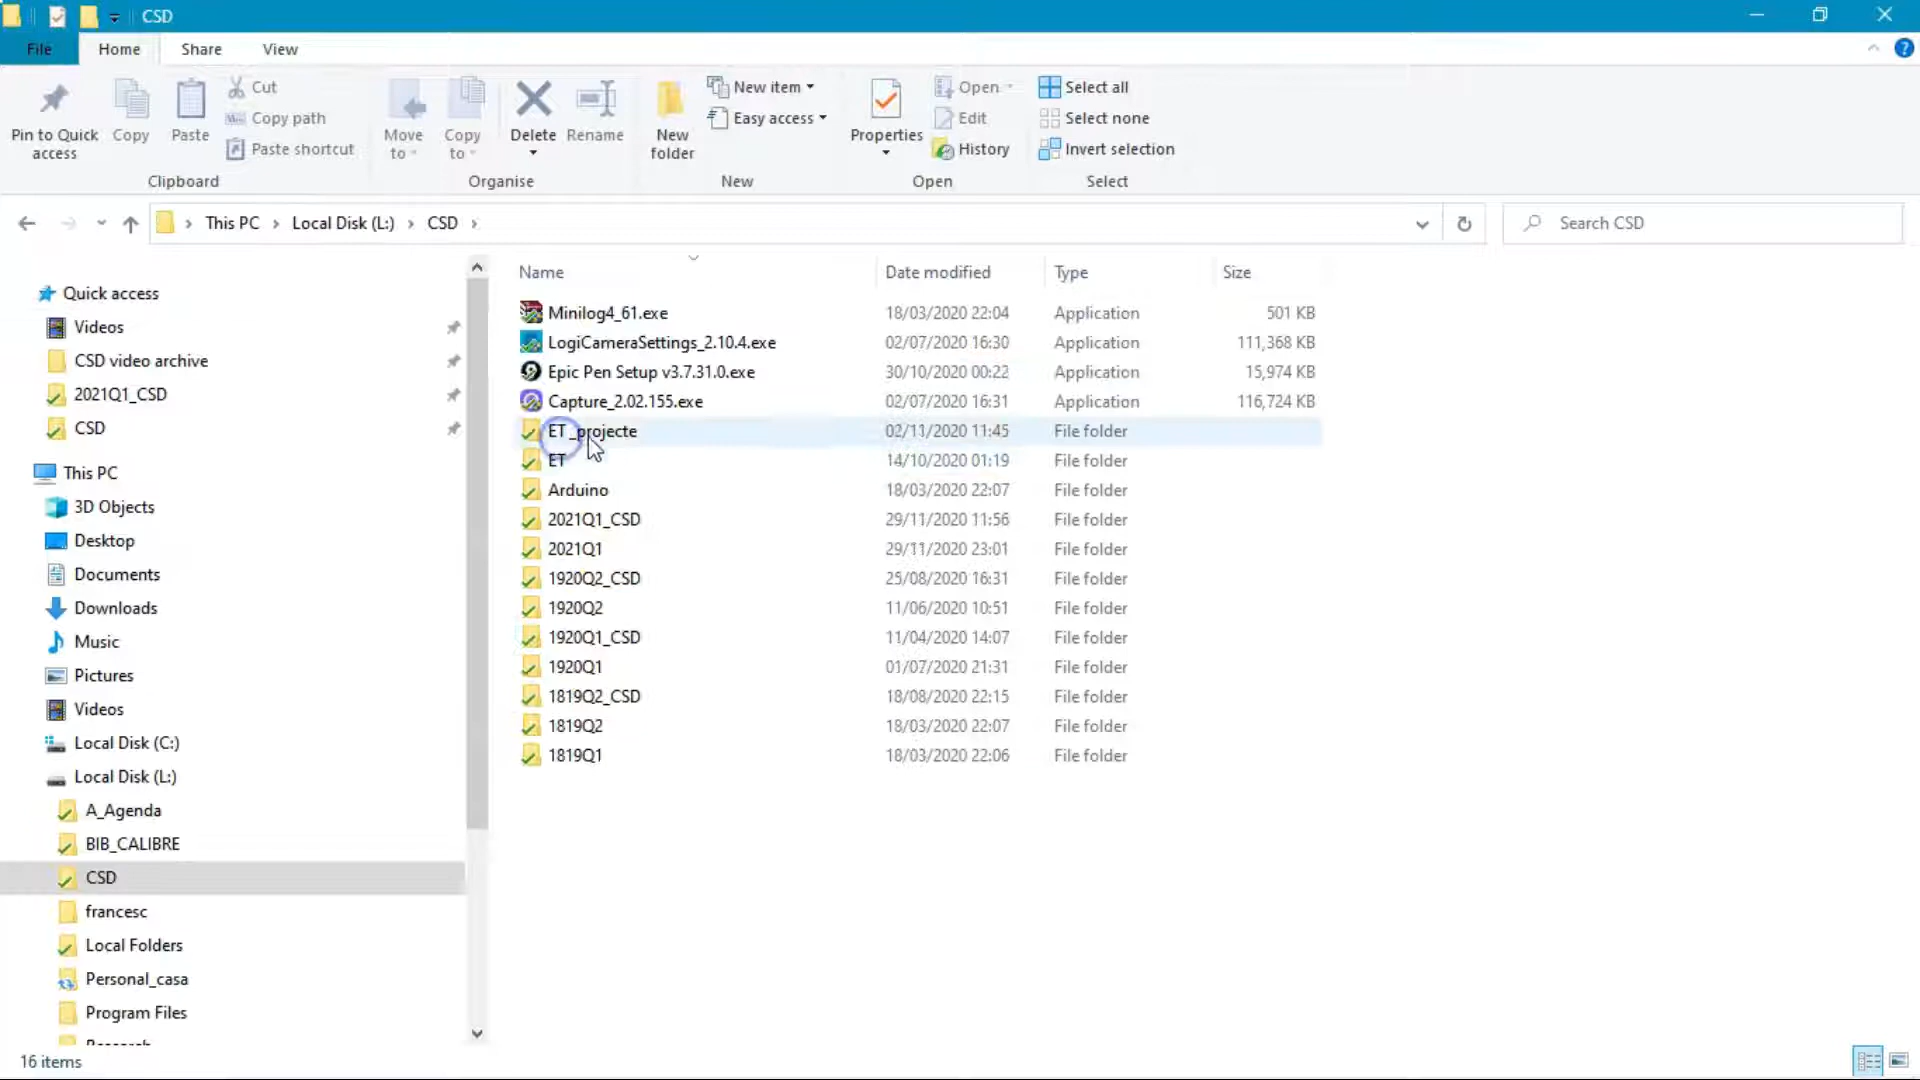 CSD
File Home Share View
Pin to Quick access
Copy
Paste
Cut
Copy path
Paste shortcut
Clipboard
Move to
Copy to
Delete
Rename
Organise
New folder
New item
Easy access
New
Properties
Open
Edit
History
Open
Select all
Select none
Invert selection
Select
This PC › Local Disk (L:) › CSD ›
Search CSD
Quick access
Videos
CSD video archive
2021Q1_CSD
CSD
This PC
3D Objects
Desktop
Documents
Downloads
Music
Pictures
Videos
Local Disk (C:)
Local Disk (L:)
A_Agenda
BIB_CALIBRE
CSD
francesc
Local Folders
Personal_casa
Program Files
Name Date modified Type Size
Minilog4_61.exe 18/03/2020 22:04 Application 501 KB
LogiCameraSettings_2.10.4.exe 02/07/2020 16:30 Application 111,368 KB
Epic Pen Setup v3.7.31.0.exe 30/10/2020 00:22 Application 15,974 KB
Capture_2.02.155.exe 02/07/2020 16:31 Application 116,724 KB
ET_projecte 02/11/2020 11:45 File folder
ET 14/10/2020 01:19 File folder
Arduino 18/03/2020 22:07 File folder
2021Q1_CSD 29/11/2020 11:56 File folder
2021Q1 29/11/2020 23:01 File folder
1920Q2_CSD 25/08/2020 16:31 File folder
1920Q2 11/06/2020 10:51 File folder
1920Q1_CSD 11/04/2020 14:07 File folder
1920Q1 01/07/2020 21:31 File folder
1819Q2_CSD 18/08/2020 22:15 File folder
1819Q2 18/03/2020 22:07 File folder
1819Q1 18/03/2020 22:06 File folder
16 items